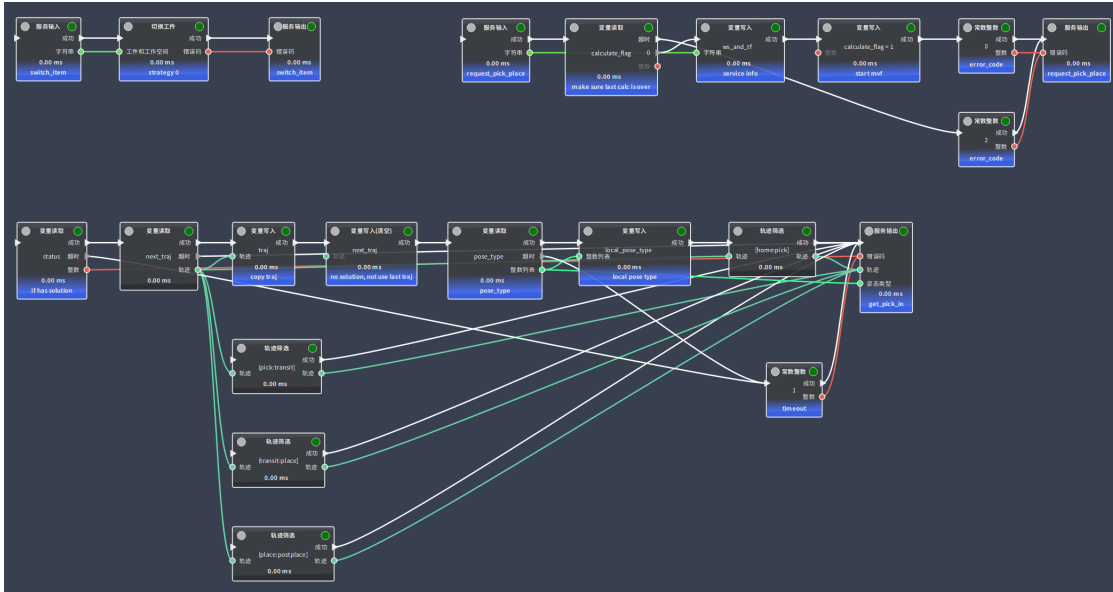 服务输入
成功
字符串
0.00 ms
switch_item
切换工件
成功
工件和工作空间
错误码
0.00 ms
strategy 0
服务输出
错误码
0.00 ms
switch_item
服务输入
成功
字符串
0.00 ms
request_pick_place
变量读取
超时
calculate_flag
0
整数
0.00 ms
make sure last calc is over
变量写入
成功
ws_and_tf
字符串
0.00 ms
service info
变量写入
成功
calculate_flag = 1
整数
0.00 ms
start mvf
常数整数
成功
0
整数
error_code
服务输出
错误码
0.00 ms
request_pick_place
常数整数
成功
2
整数
error_code
变量读取
成功
status
超时
整数
0.00 ms
if has solution
变量读取
成功
next_traj
超时
轨迹
0.00 ms
变量写入
成功
traj
轨迹
0.00 ms
copy traj
变量写入(清空)
成功
next_traj
轨迹
0.00 ms
no solution, not use last traj
变量读取
成功
pose_type
超时
整数列表
0.00 ms
pose_type
变量写入
成功
local_pose_type
整数列表
0.00 ms
local pose type
轨迹筛选
成功
[home:pick]
轨迹
轨迹
0.00 ms
服务输出
错误码
轨迹
姿态类型
0.00 ms
get_pick_in
轨迹筛选
成功
[pick:transit]
轨迹
轨迹
0.00 ms
常数整数
成功
1
整数
timeout
轨迹筛选
成功
[transit:place]
轨迹
轨迹
0.00 ms
轨迹筛选
成功
[place:postplace]
轨迹
轨迹
0.00 ms